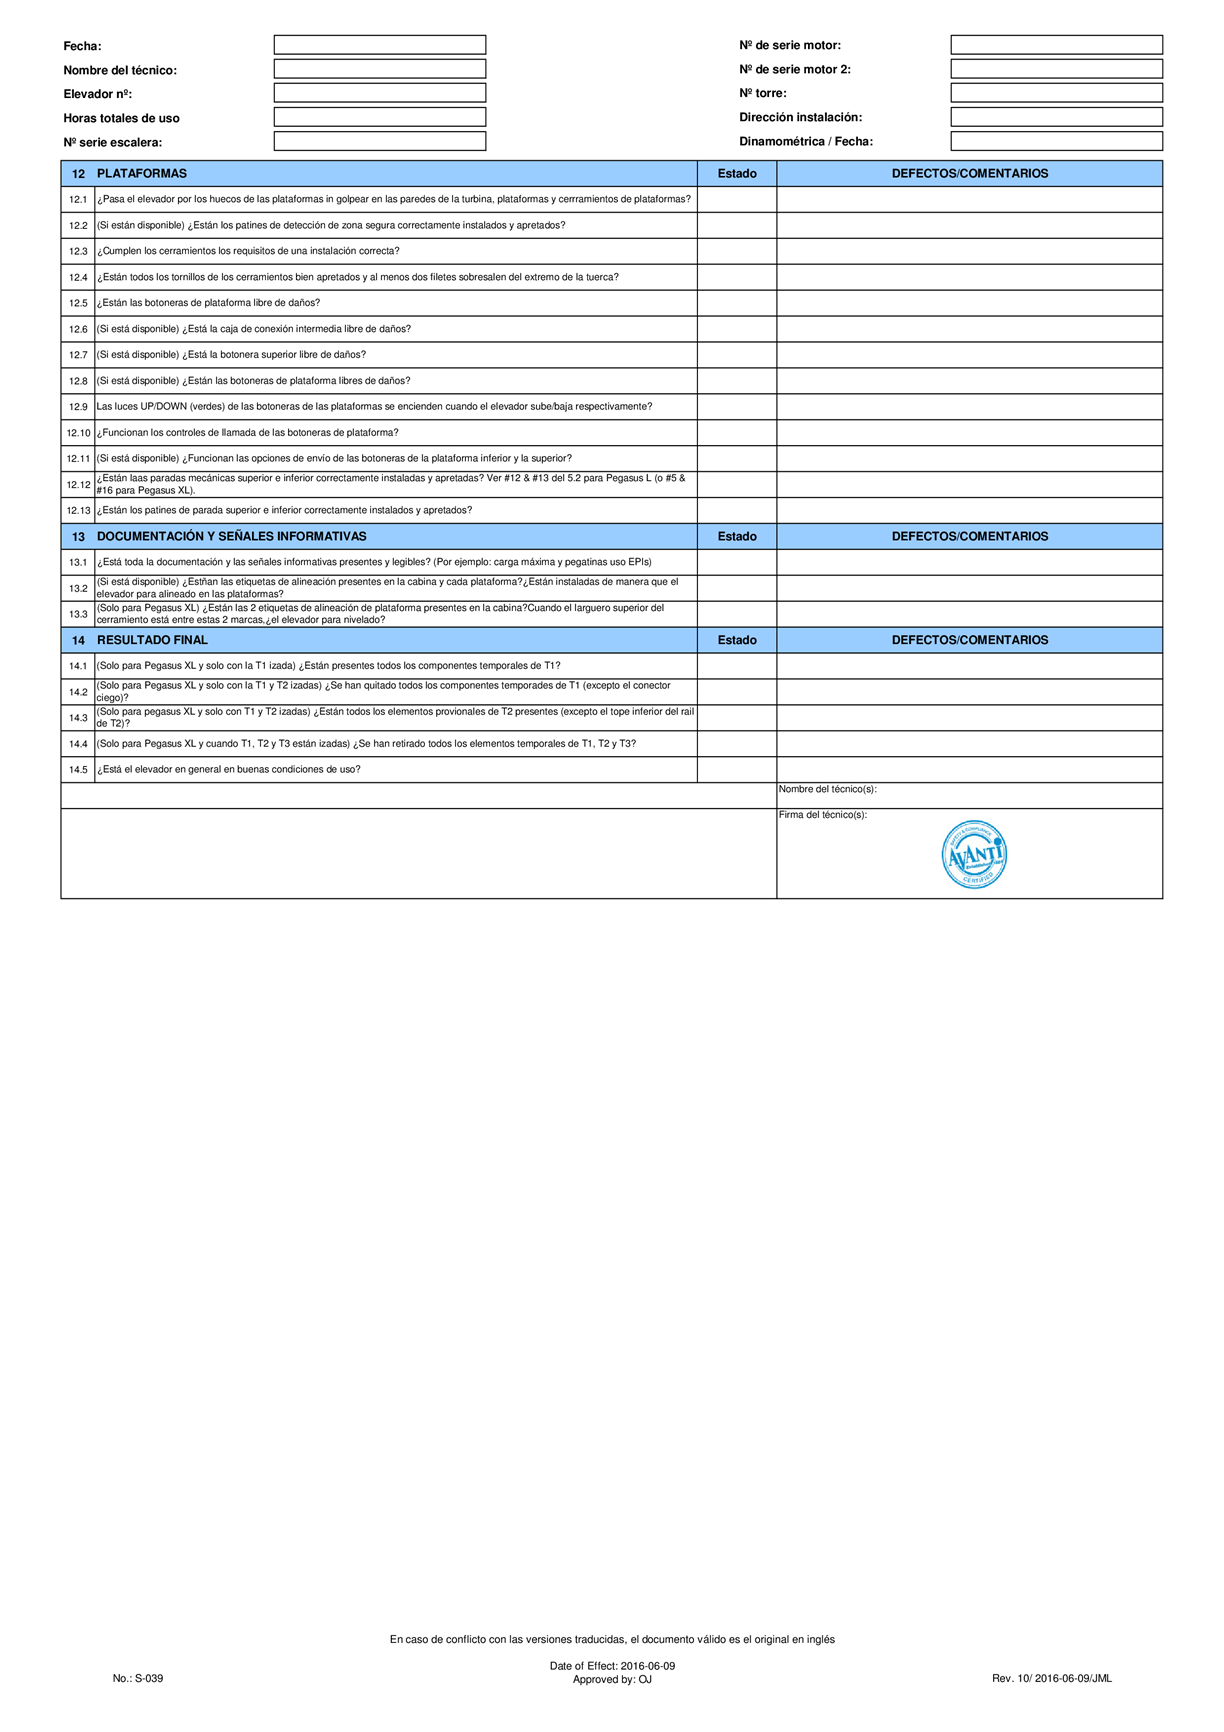 Fecha:
Nº de serie motor:
Nombre del técnico:
Nº de serie motor 2:
Elevador nº:
Nº torre:
Horas totales de uso
Dirección instalación:
Nº serie escalera:
Dinamométrica / Fecha:
12 PLATAFORMAS Estado DEFECTOS/COMENTARIOS
12.1 ¿Pasa el elevador por los huecos de las plataformas in golpear en las paredes de la turbina, plataformas y cerrramientos de plataformas?
12.2 (Si están disponible) ¿Están los patines de detección de zona segura correctamente instalados y apretados?
12.3 ¿Cumplen los cerramientos los requisitos de una instalación correcta?
12.4 ¿Están todos los tornillos de los cerramientos bien apretados y al menos dos filetes sobresalen del extremo de la tuerca?
12.5 ¿Están las botoneras de plataforma libre de daños?
12.6 (Si está disponible) ¿Está la caja de conexión intermedia libre de daños?
12.7 (Si está disponible) ¿Está la botonera superior libre de daños?
12.8 (Si está disponible) ¿Están las botoneras de plataforma libres de daños?
12.9 Las luces UP/DOWN (verdes) de las botoneras de las plataformas se encienden cuando el elevador sube/baja respectivamente?
12.10 ¿Funcionan los controles de llamada de las botoneras de plataforma?
12.11 (Si está disponible) ¿Funcionan las opciones de envío de las botoneras de la plataforma inferior y la superior?
12.12 ¿Están laas paradas mecánicas superior e inferior correctamente instaladas y apretadas? Ver #12 & #13 del 5.2 para Pegasus L (o #5 &
#16 para Pegasus XL).
12.13 ¿Están los patines de parada superior e inferior correctamente instalados y apretados?
13 DOCUMENTACIÓN Y SEÑALES INFORMATIVAS Estado DEFECTOS/COMENTARIOS
13.1 ¿Está toda la documentación y las señales informativas presentes y legibles? (Por ejemplo: carga máxima y pegatinas uso EPIs)
13.2 (Si está disponible) ¿Estñan las etiquetas de alineación presentes en la cabina y cada plataforma?¿Están instaladas de manera que el
elevador para alineado en las plataformas?
13.3 (Solo para Pegasus XL) ¿Están las 2 etiquetas de alineación de plataforma presentes en la cabina?Cuando el larguero superior del
cerramiento está entre estas 2 marcas,¿el elevador para nivelado?
14 RESULTADO FINAL Estado DEFECTOS/COMENTARIOS
14.1 (Solo para Pegasus XL y solo con la T1 izada) ¿Están presentes todos los componentes temporales de T1?
14.2 (Solo para Pegasus XL y solo con la T1 y T2 izadas) ¿Se han quitado todos los componentes temporades de T1 (excepto el conector
ciego)?
14.3 (Solo para pegasus XL y solo con T1 y T2 izadas) ¿Están todos los elementos provionales de T2 presentes (excepto el tope inferior del rail
de T2)?
14.4 (Solo para Pegasus XL y cuando T1, T2 y T3 están izadas) ¿Se han retirado todos los elementos temporales de T1, T2 y T3?
14.5 ¿Está el elevador en general en buenas condiciones de uso?
Nombre del técnico(s):
Firma del técnico(s):
SAFETY & COMPLIANCE
AVANTI
CERTIFIED
En caso de conflicto con las versiones traducidas, el documento válido es el original en inglés
Date of Effect: 2016-06-09
No.: S-039
Approved by: OJ
Rev. 10/ 2016-06-09/JML